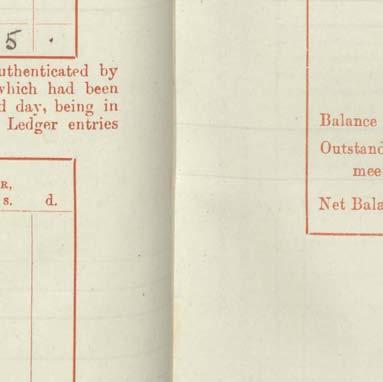 5 .
uthenticated by
which had been
d day, being in
Ledger entries
R,
s. d.
Balance
Outstand
mee
Net Bala